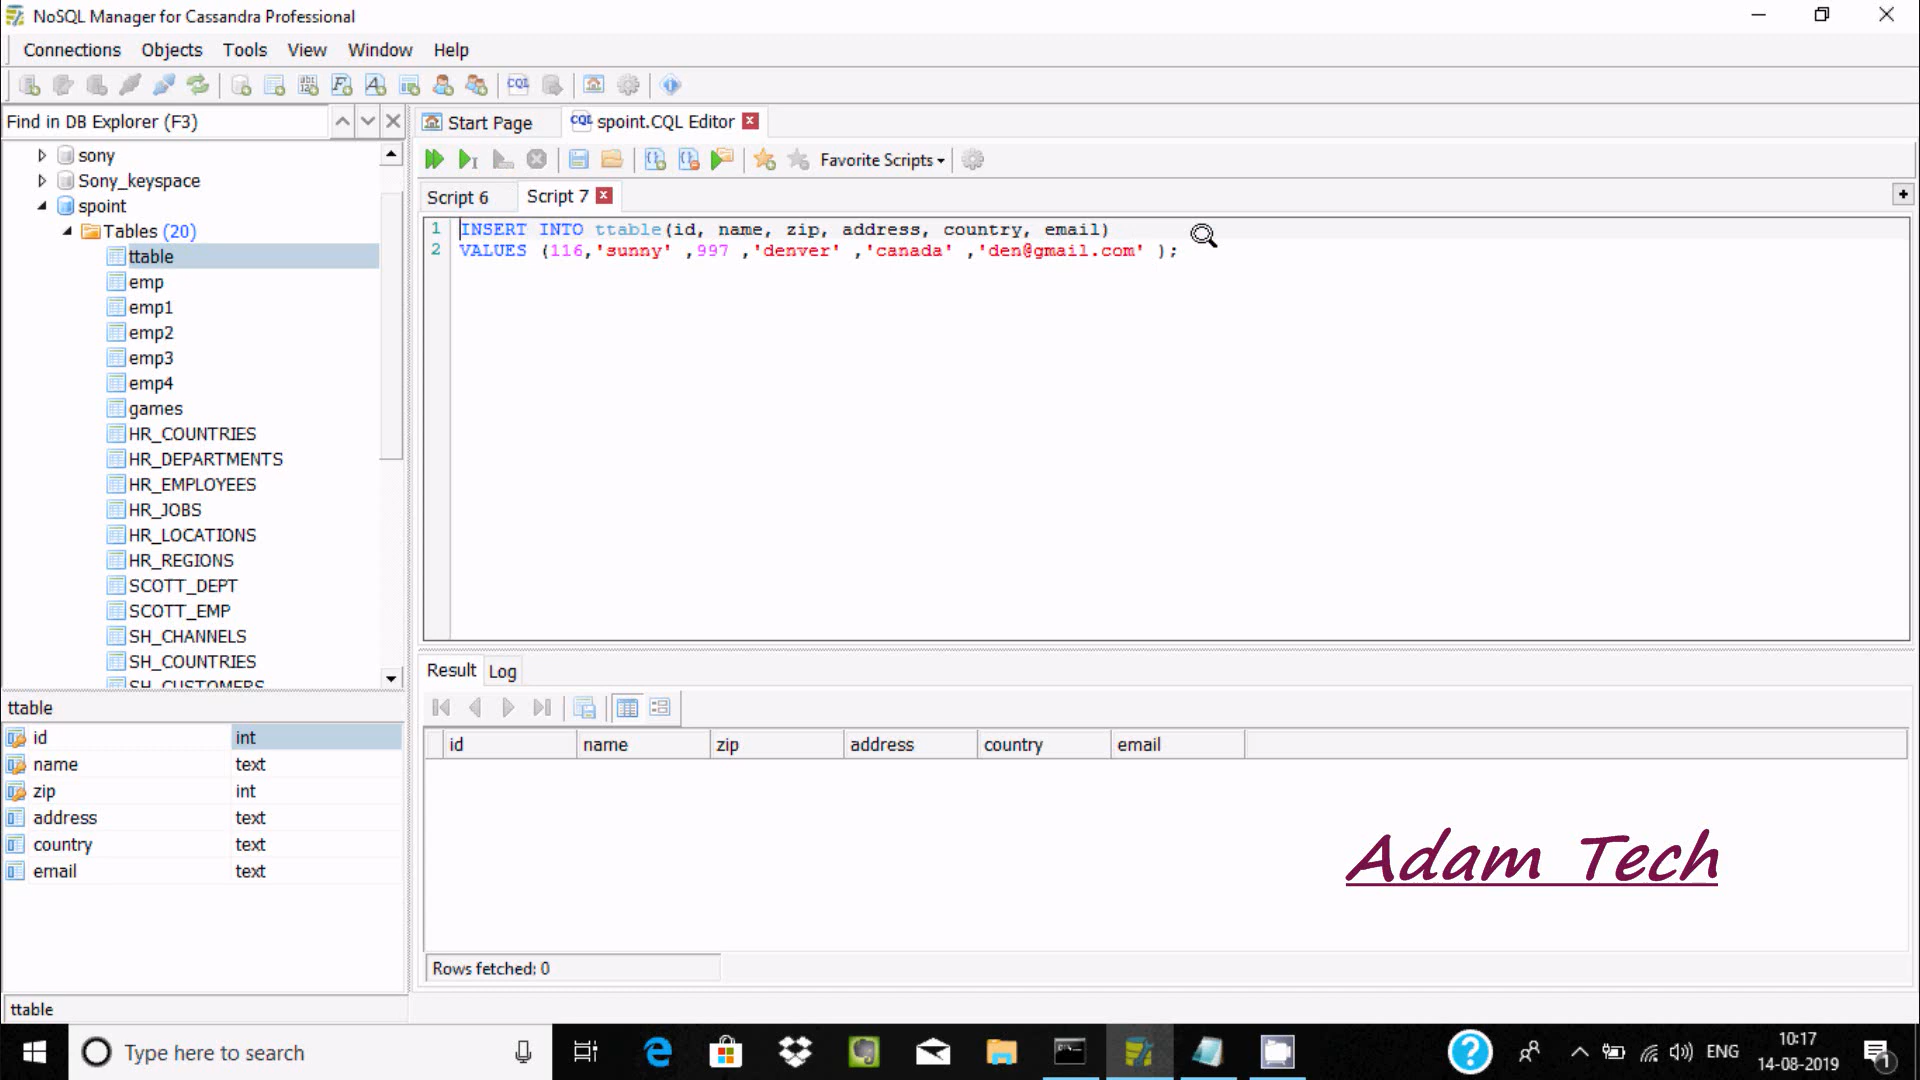 NoSQL Manager for Cassandra Professional
Connections Objects Tools View Window Help
Find in DB Explorer (F3)
sony
Sony_keyspace
spoint
Tables (20)
ttable
emp
emp1
emp2
emp3
emp4
games
HR_COUNTRIES
HR_DEPARTMENTS
HR_EMPLOYEES
HR_JOBS
HR_LOCATIONS
HR_REGIONS
SCOTT_DEPT
SCOTT_EMP
SH_CHANNELS
SH_COUNTRIES
SH_CUSTOMERS
ttable
id int
name text
zip int
address text
country text
email text
ttable
Start Page
CQL spoint.CQL Editor
Favorite Scripts
Script 6
Script 7
1 INSERT INTO ttable(id, name, zip, address, country, email)
2 VALUES (116,'sunny' ,997 ,'denver' ,'canada' ,'den@gmail.com' );
Result Log
id name zip address country email
Adam Tech
Rows fetched: 0
Type here to search
ENG
10:17
14-08-2019
1